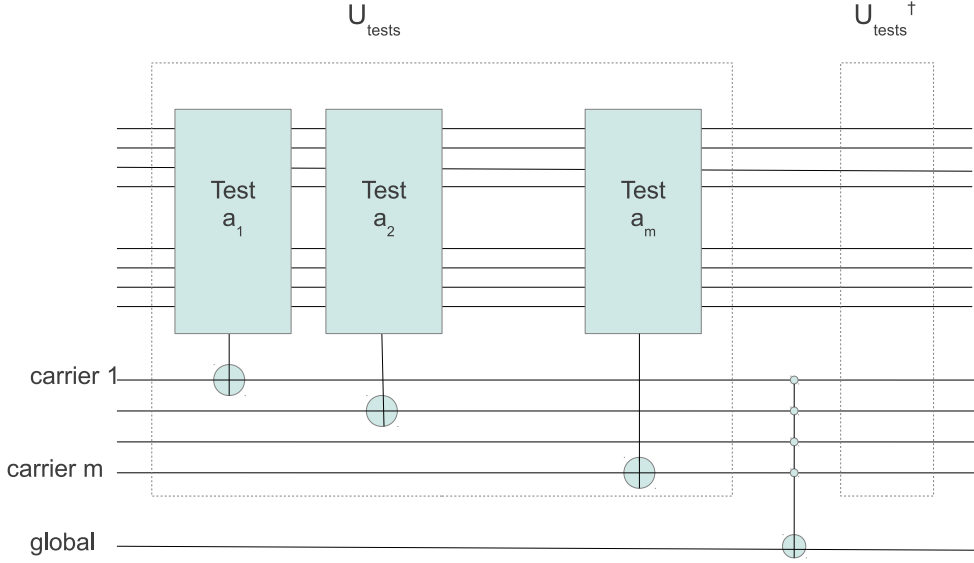 U_tests U_tests†
Test Test Test
a_1 a_2 a_m
carrier 1
carrier m
global